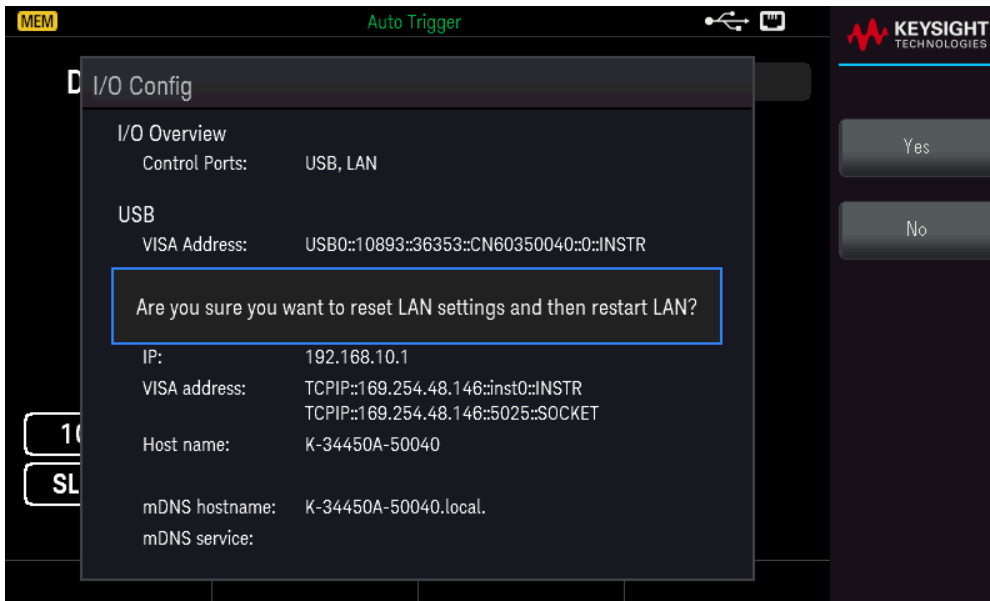 MEM
Auto Trigger
KEYSIGHT
TECHNOLOGIES
D
I/O Config
I/O Overview
Control Ports: USB, LAN
Yes
USB
No
VISA Address: USB0::10893::36353::CN60350040::0::INSTR
Are you sure you want to reset LAN settings and then restart LAN?
IP: 192.168.10.1
VISA address: TCPIP::169.254.48.146::inst0::INSTR
TCPIP::169.254.48.146::5025::SOCKET
10
Host name: K-34450A-50040
SL
mDNS hostname: K-34450A-50040.local.
mDNS service: